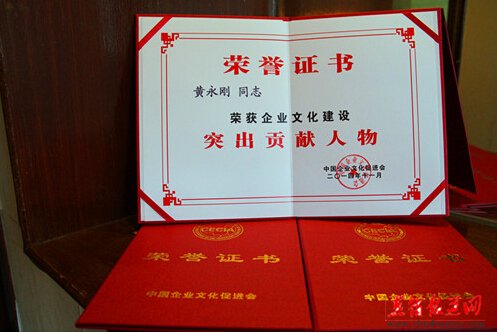 荣誉证书
黄永刚 同志
荣获企业文化建设
突出贡献人物
中国企业文化促进会
二〇一四年十一月
CECIA
荣誉证书
中国企业文化促进会
荣誉证书
中国企业文化促进会